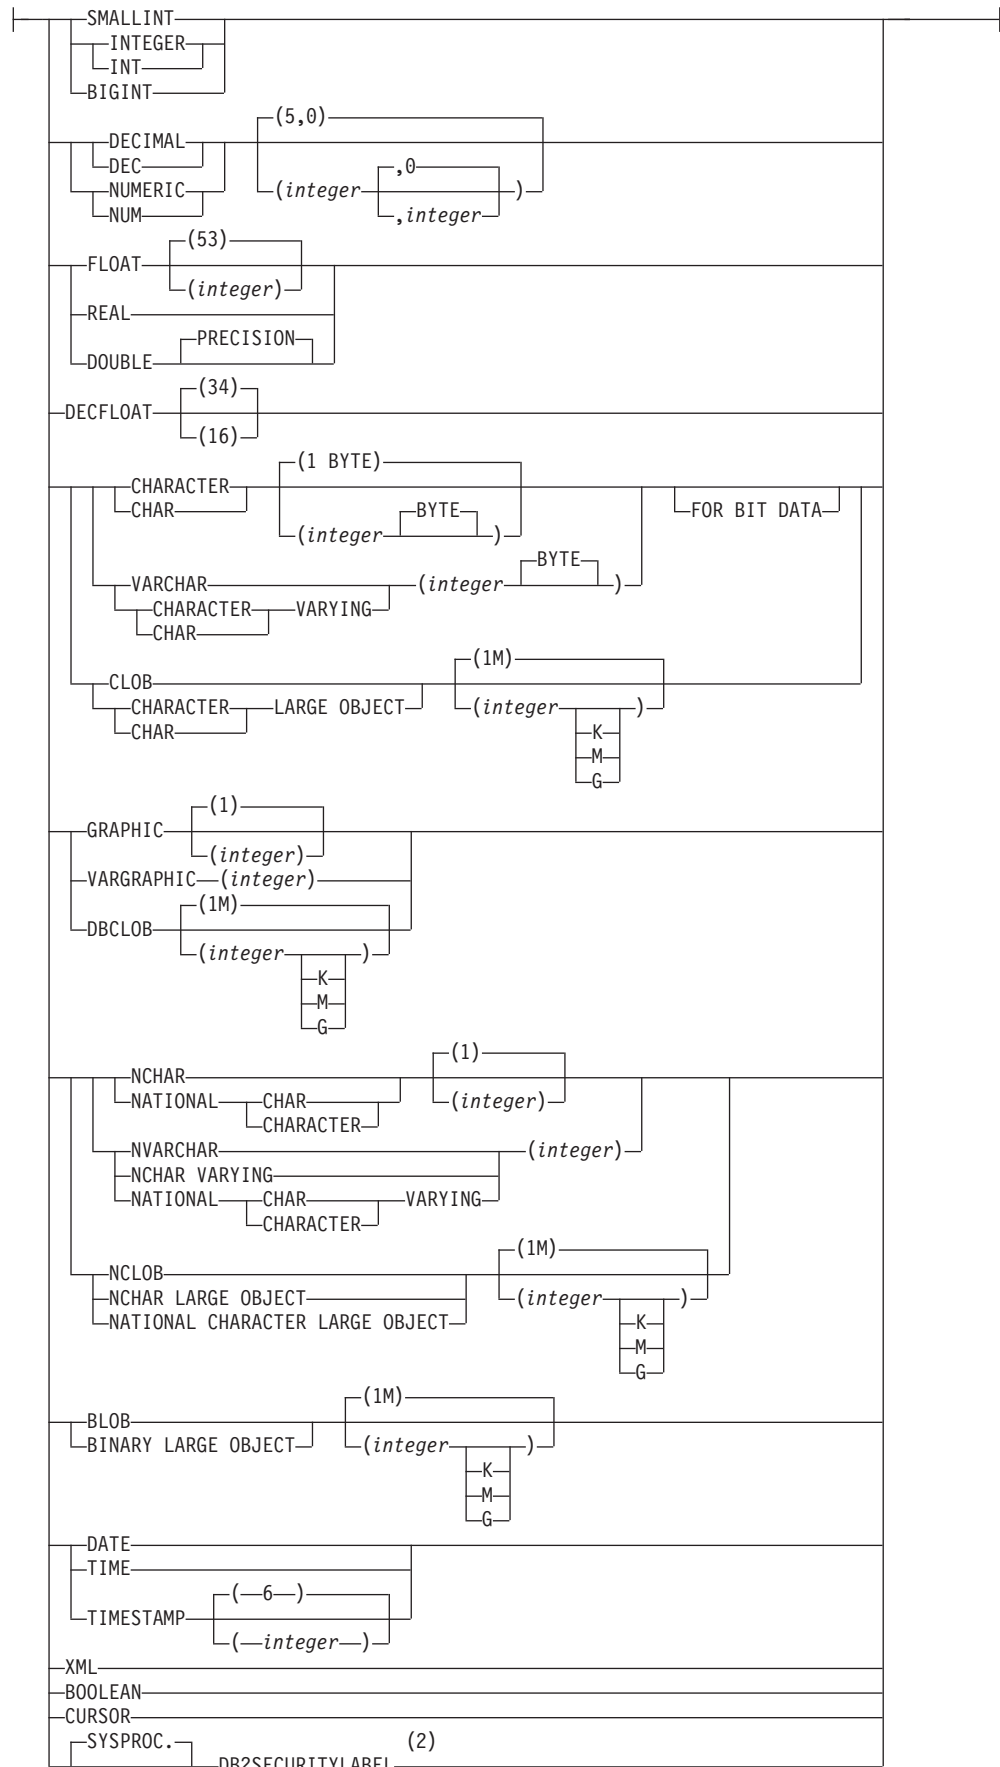 SMALLINT
INTEGER
INT
BIGINT
(5,0)
DECIMAL
DEC
,0
NUMERIC
(integer )
NUM
,integer
(53)
FLOAT
(integer)
REAL
PRECISION
DOUBLE
(34)
DECFLOAT
(16)
(1 BYTE)
CHARACTER
CHAR
BYTE
FOR BIT DATA
(integer )
BYTE
VARCHAR
(integer )
CHARACTER
VARYING
CHAR
(1M)
CLOB
CHARACTER
LARGE OBJECT
(integer )
CHAR
K
M
G
(1)
GRAPHIC
(integer)
VARGRAPHIC (integer)
(1M)
DBCLOB
(integer )
K
M
G
(1)
NCHAR
NATIONAL
CHAR
(integer)
CHARACTER
NVARCHAR
(integer)
NCHAR VARYING
NATIONAL
CHAR
VARYING
CHARACTER
(1M)
NCLOB
NCHAR LARGE OBJECT
(integer )
NATIONAL CHARACTER LARGE OBJECT
K
M
G
(1M)
BLOB
BINARY LARGE OBJECT
(integer )
K
M
G
DATE
TIME
( 6 )
TIMESTAMP
( integer )
XML
BOOLEAN
CURSOR
SYSPROC.
(2)
DB2SECURITYLABEL